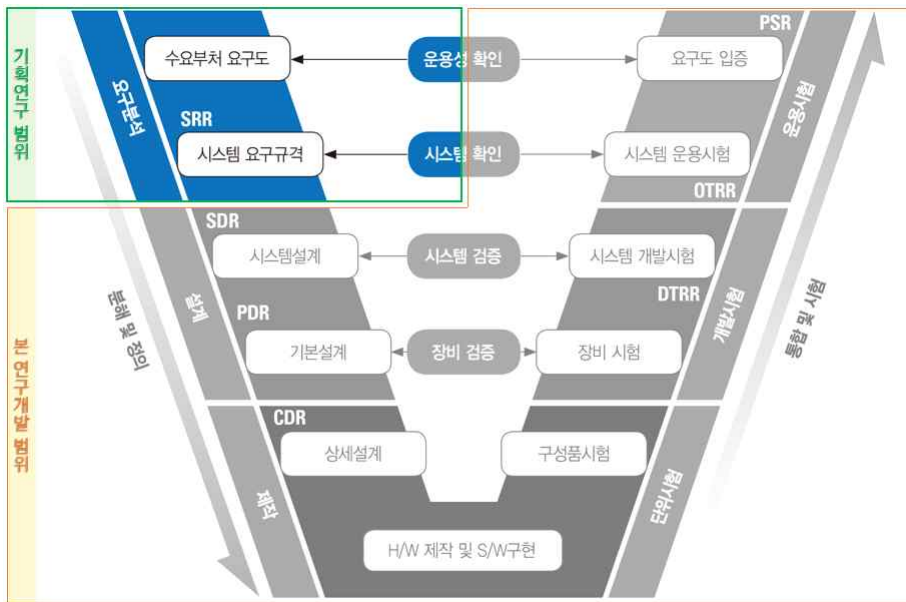 PSR
기획연구 범위
수요부처 요구도
운용성 확인
요구도 입증
요구분석
운용시험
SRR
시스템 요구규격
시스템 확인
시스템 운용시험
OTRR
SDR
시스템설계
시스템 검증
시스템 개발시험
DTRR
분해 및 정의
설계
개발시험
통합 및 시험
PDR
기본설계
장비 검증
장비 시험
본 연구개발 범위
CDR
상세설계
구성품시험
제작
단위시험
H/W 제작 및 S/W구현